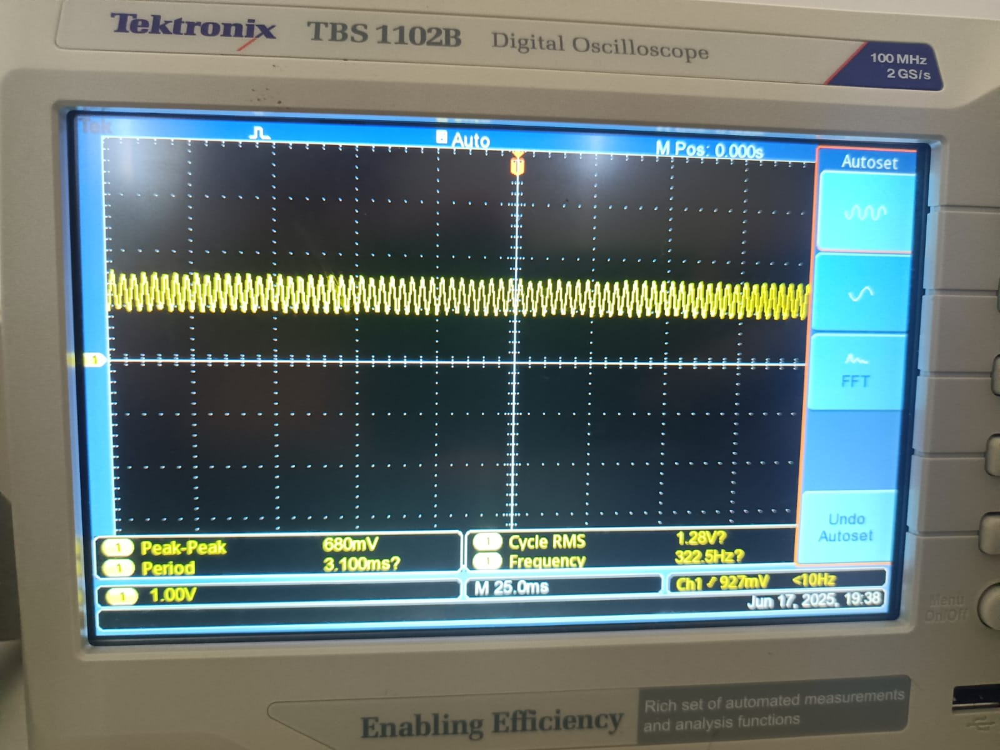 Tektronix TBS 1102B Digital Oscilloscope
100 MHz
2 GS/s
Tek
Auto M Pos: 0.000s
Autoset
FFT
Undo
Autoset
1 Peak-Peak 680mV
1 Period 3.100ms?
1 Cycle RMS 1.28V?
1 Frequency 322.5Hz?
1 1.00V
M 25.0ms
Ch1 927mV <10Hz
Jun 17, 2025, 19:38
1
Menu
On/Off
Enabling Efficiency
Rich set of automated measurements
and analysis functions